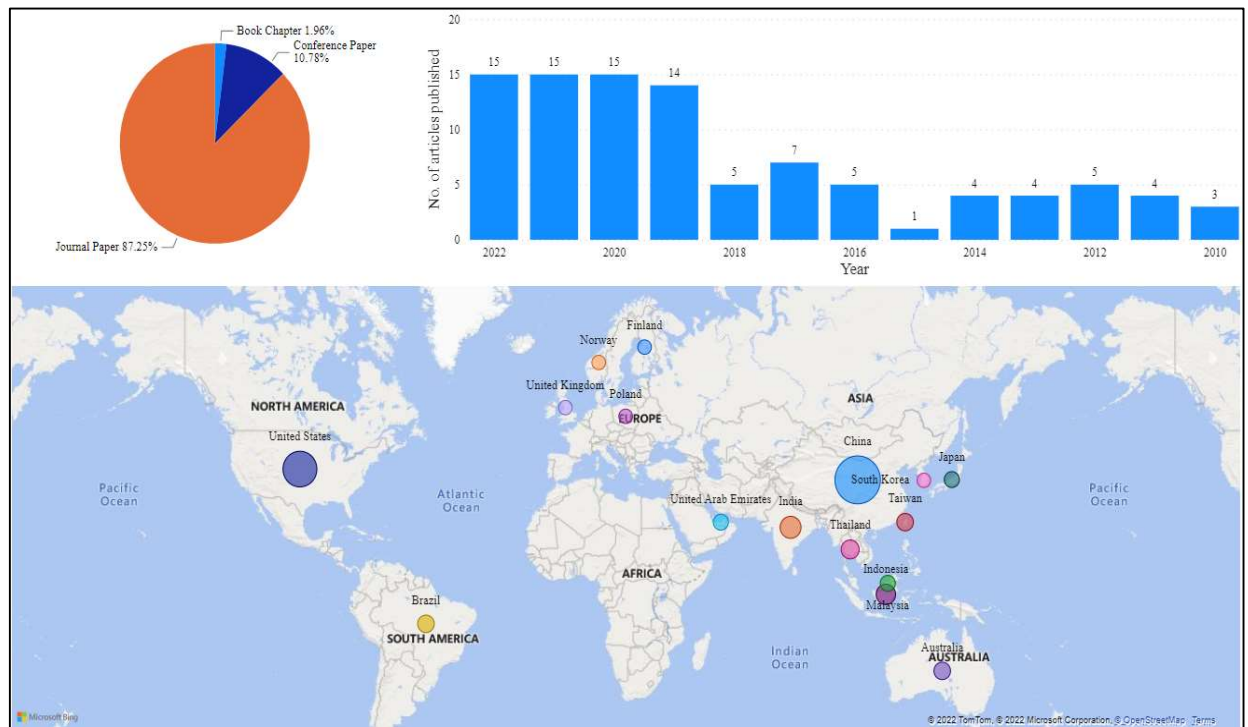 Book Chapter 1.96%
Conference Paper
10.78%
Journal Paper 87.25%
20
15
10
5
0
No. of articles published
15
15
15
14
5
7
5
1
4
4
5
4
3
2022
2020
2018
2016
2014
2012
2010
Year
Finland
Norway
United Kingdom
Poland
EUROPE
ASIA
NORTH AMERICA
United States
China
South Korea
Japan
Taiwan
Pacific
Ocean
Atlantic
Ocean
Pacific
Ocean
United Arab Emirates
India
Thailand
AFRICA
Indonesia
Malaysia
Brazil
SOUTH AMERICA
Indian
Ocean
Australia
AUSTRALIA
Microsoft Bing
© 2022 TomTom, © 2022 Microsoft Corporation, © OpenStreetMap Terms